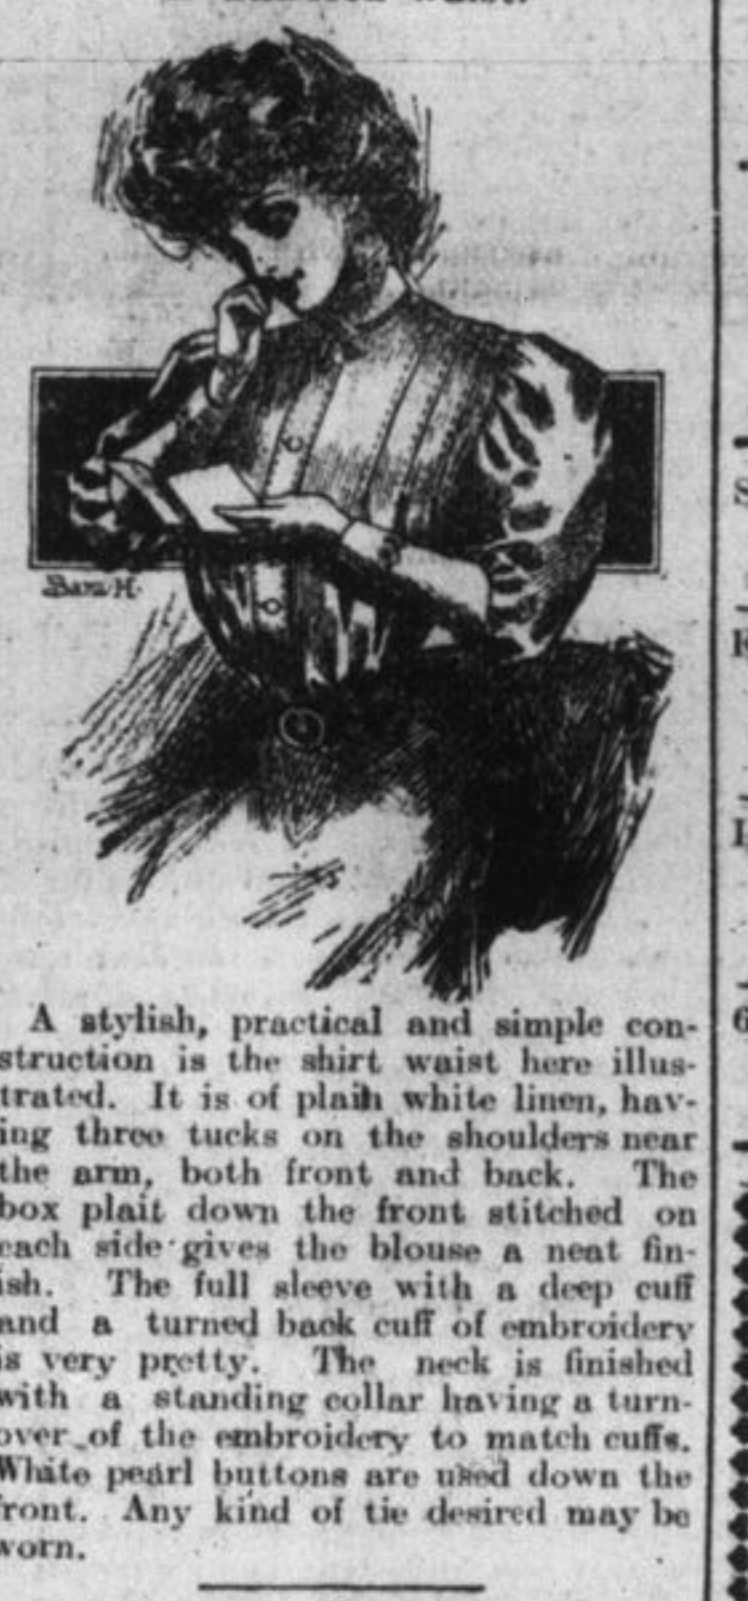 A stylish, practical and simple con-
struction is the shirt waist here illus-
trated. It is of plain white linen, hav-
ing three tucks on the shoulders near
the arm, both front and back. The
box plait down the front stitched on
each side gives the blouse a neat fin-
ish. The full sleeve with a deep cuff
and a turned back cuff of embroidery
is very pretty. The neck is finished
with a standing collar having a turn-
over of the embroidery to match cuffs.
White pearl buttons are used down the
front. Any kind of tie desired may be
worn.